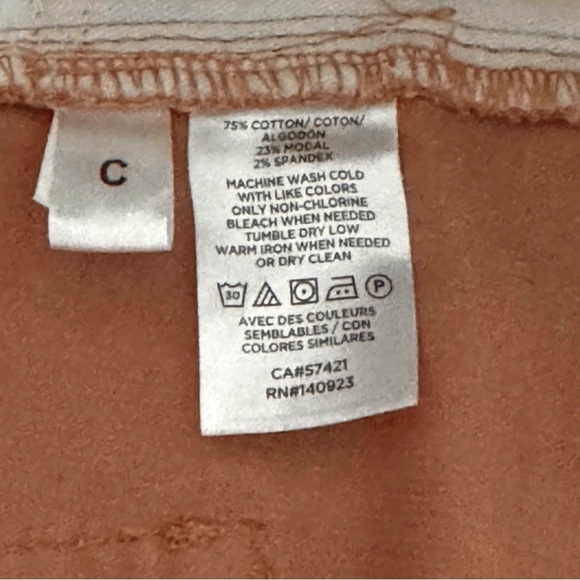 C
75% COTTON/ COTON/
ALGODÓN
23% MODAL
2% SPANDEX
MACHINE WASH COLD
WITH LIKE COLORS
ONLY NON-CHLORINE
BLEACH WHEN NEEDED
TUMBLE DRY LOW
WARM IRON WHEN NEEDED
OR DRY CLEAN
30 P
AVEC DES COULEURS
SEMBLABLES / CON
COLORES SIMILARES
CA#57421
RN#140923